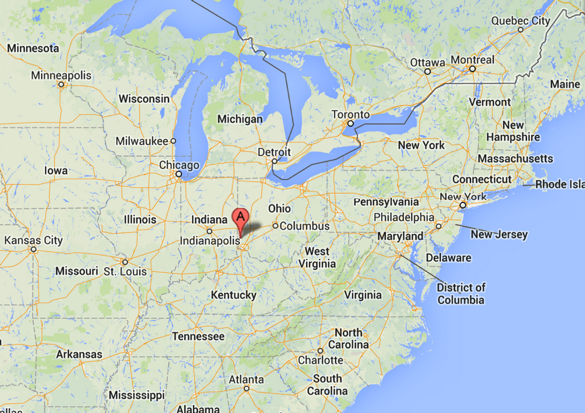 Quebec City
Minnesota
Ottawa
Montreal
Minneapolis
Maine
Wisconsin
Vermont
Michigan
Toronto
New
Hampshire
Milwaukee
Detroit
New York
Massachusetts
Iowa
Chicago
Connecticut
Rhode Isla
Pennsylvania
New York
Ohio
Illinois
Indiana
A
Philadelphia
Columbus
Indianapolis
Maryland
New Jersey
Kansas City
West
Virginia
Delaware
Missouri
St. Louis
District of
Columbia
Kentucky
Virginia
Tennessee
North
Carolina
Arkansas
Charlotte
Atlanta
South
Carolina
Mississippi
Alabama